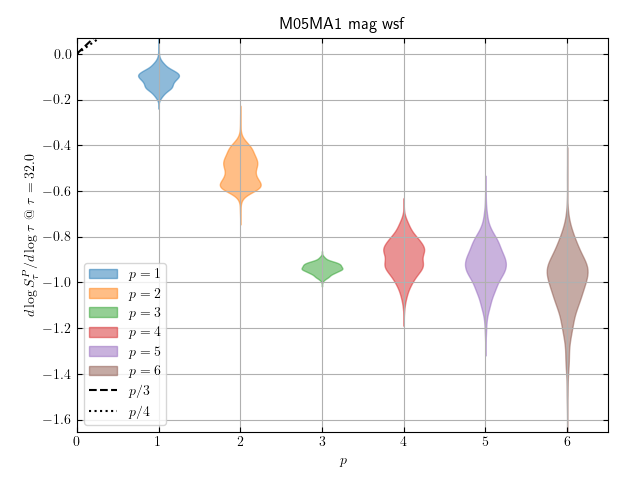 M05MA1 mag wsf
d log S_τ^P / d log τ @ τ = 32.0
0.0
−0.2
−0.4
−0.6
−0.8
−1.0
−1.2
−1.4
−1.6
p = 1
p = 2
p = 3
p = 4
p = 5
p = 6
p/3
p/4
0 1 2 3 4 5 6
p